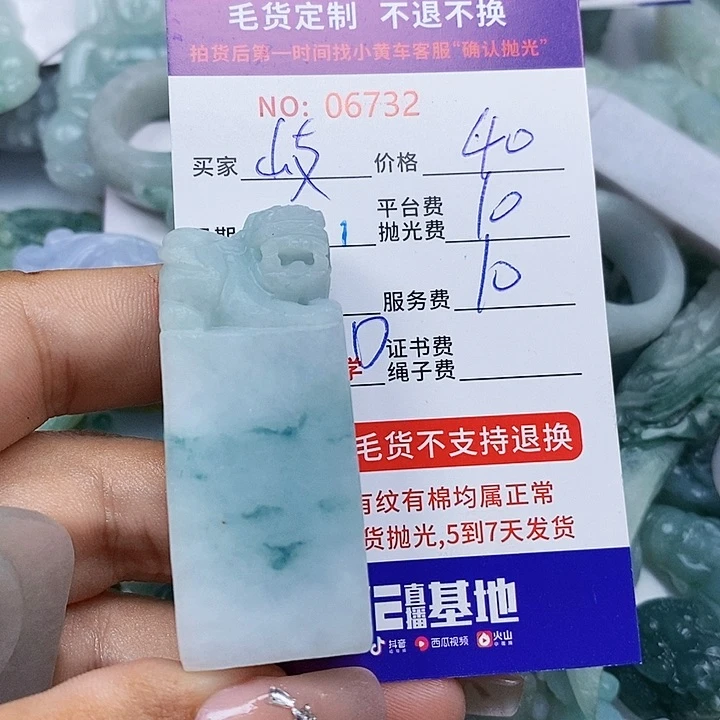 毛货定制 不退不换
拍货后第一时间找小黄车客服“确认抛光”
NO: 06732
买家 岐 价格 40
平台费
抛光费 10
服务费 10
证书费
绳子费
毛货不支持退换
有纹有棉均属正常
货抛光,5到7天发货
直播基地
抖音 西瓜视频 火山